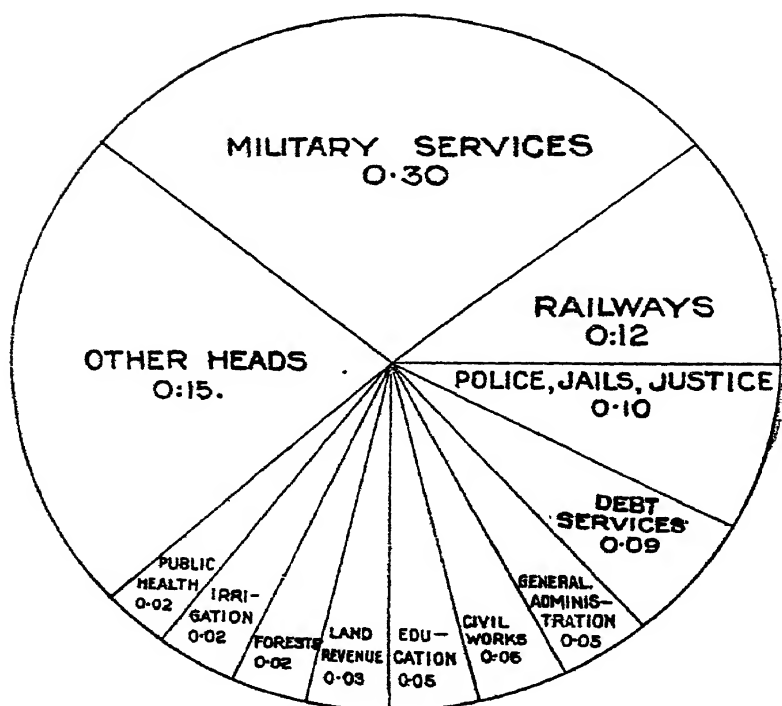 MILITARY SERVICES
0·30
RAILWAYS
0:12
POLICE, JAILS, JUSTICE
0·10
DEBT
SERVICES
0·09
GENERAL
ADMINIS-
TRATION
0·05
CIVIL
WORKS
0·06
EDU-
CATION
0·05
LAND
REVENUE
0·03
FORESTS
0·02
IRRI-
GATION
0·02
PUBLIC
HEALTH
0·02
OTHER HEADS
0:15.